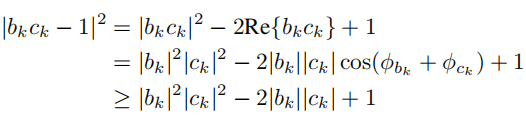 |b_k c_k − 1|² = |b_k c_k|² − 2Re{b_k c_k} + 1
= |b_k|²|c_k|² − 2|b_k||c_k| cos(ϕ_{b_k} + ϕ_{c_k}) + 1
≥ |b_k|²|c_k|² − 2|b_k||c_k| + 1